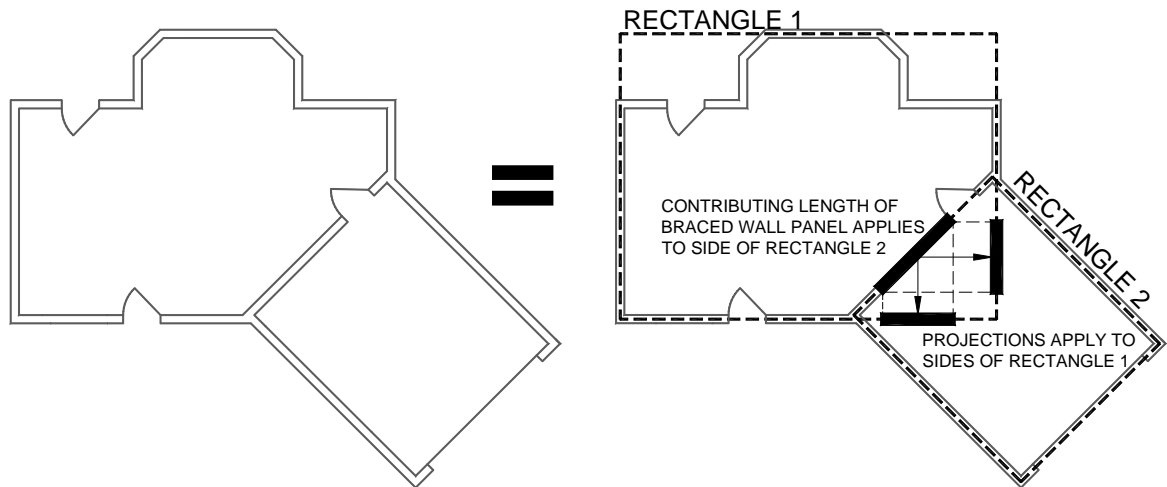 RECTANGLE 1
CONTRIBUTING LENGTH OF
BRACED WALL PANEL APPLIES
TO SIDE OF RECTANGLE 2
RECTANGLE 2
PROJECTIONS APPLY TO
SIDES OF RECTANGLE 1